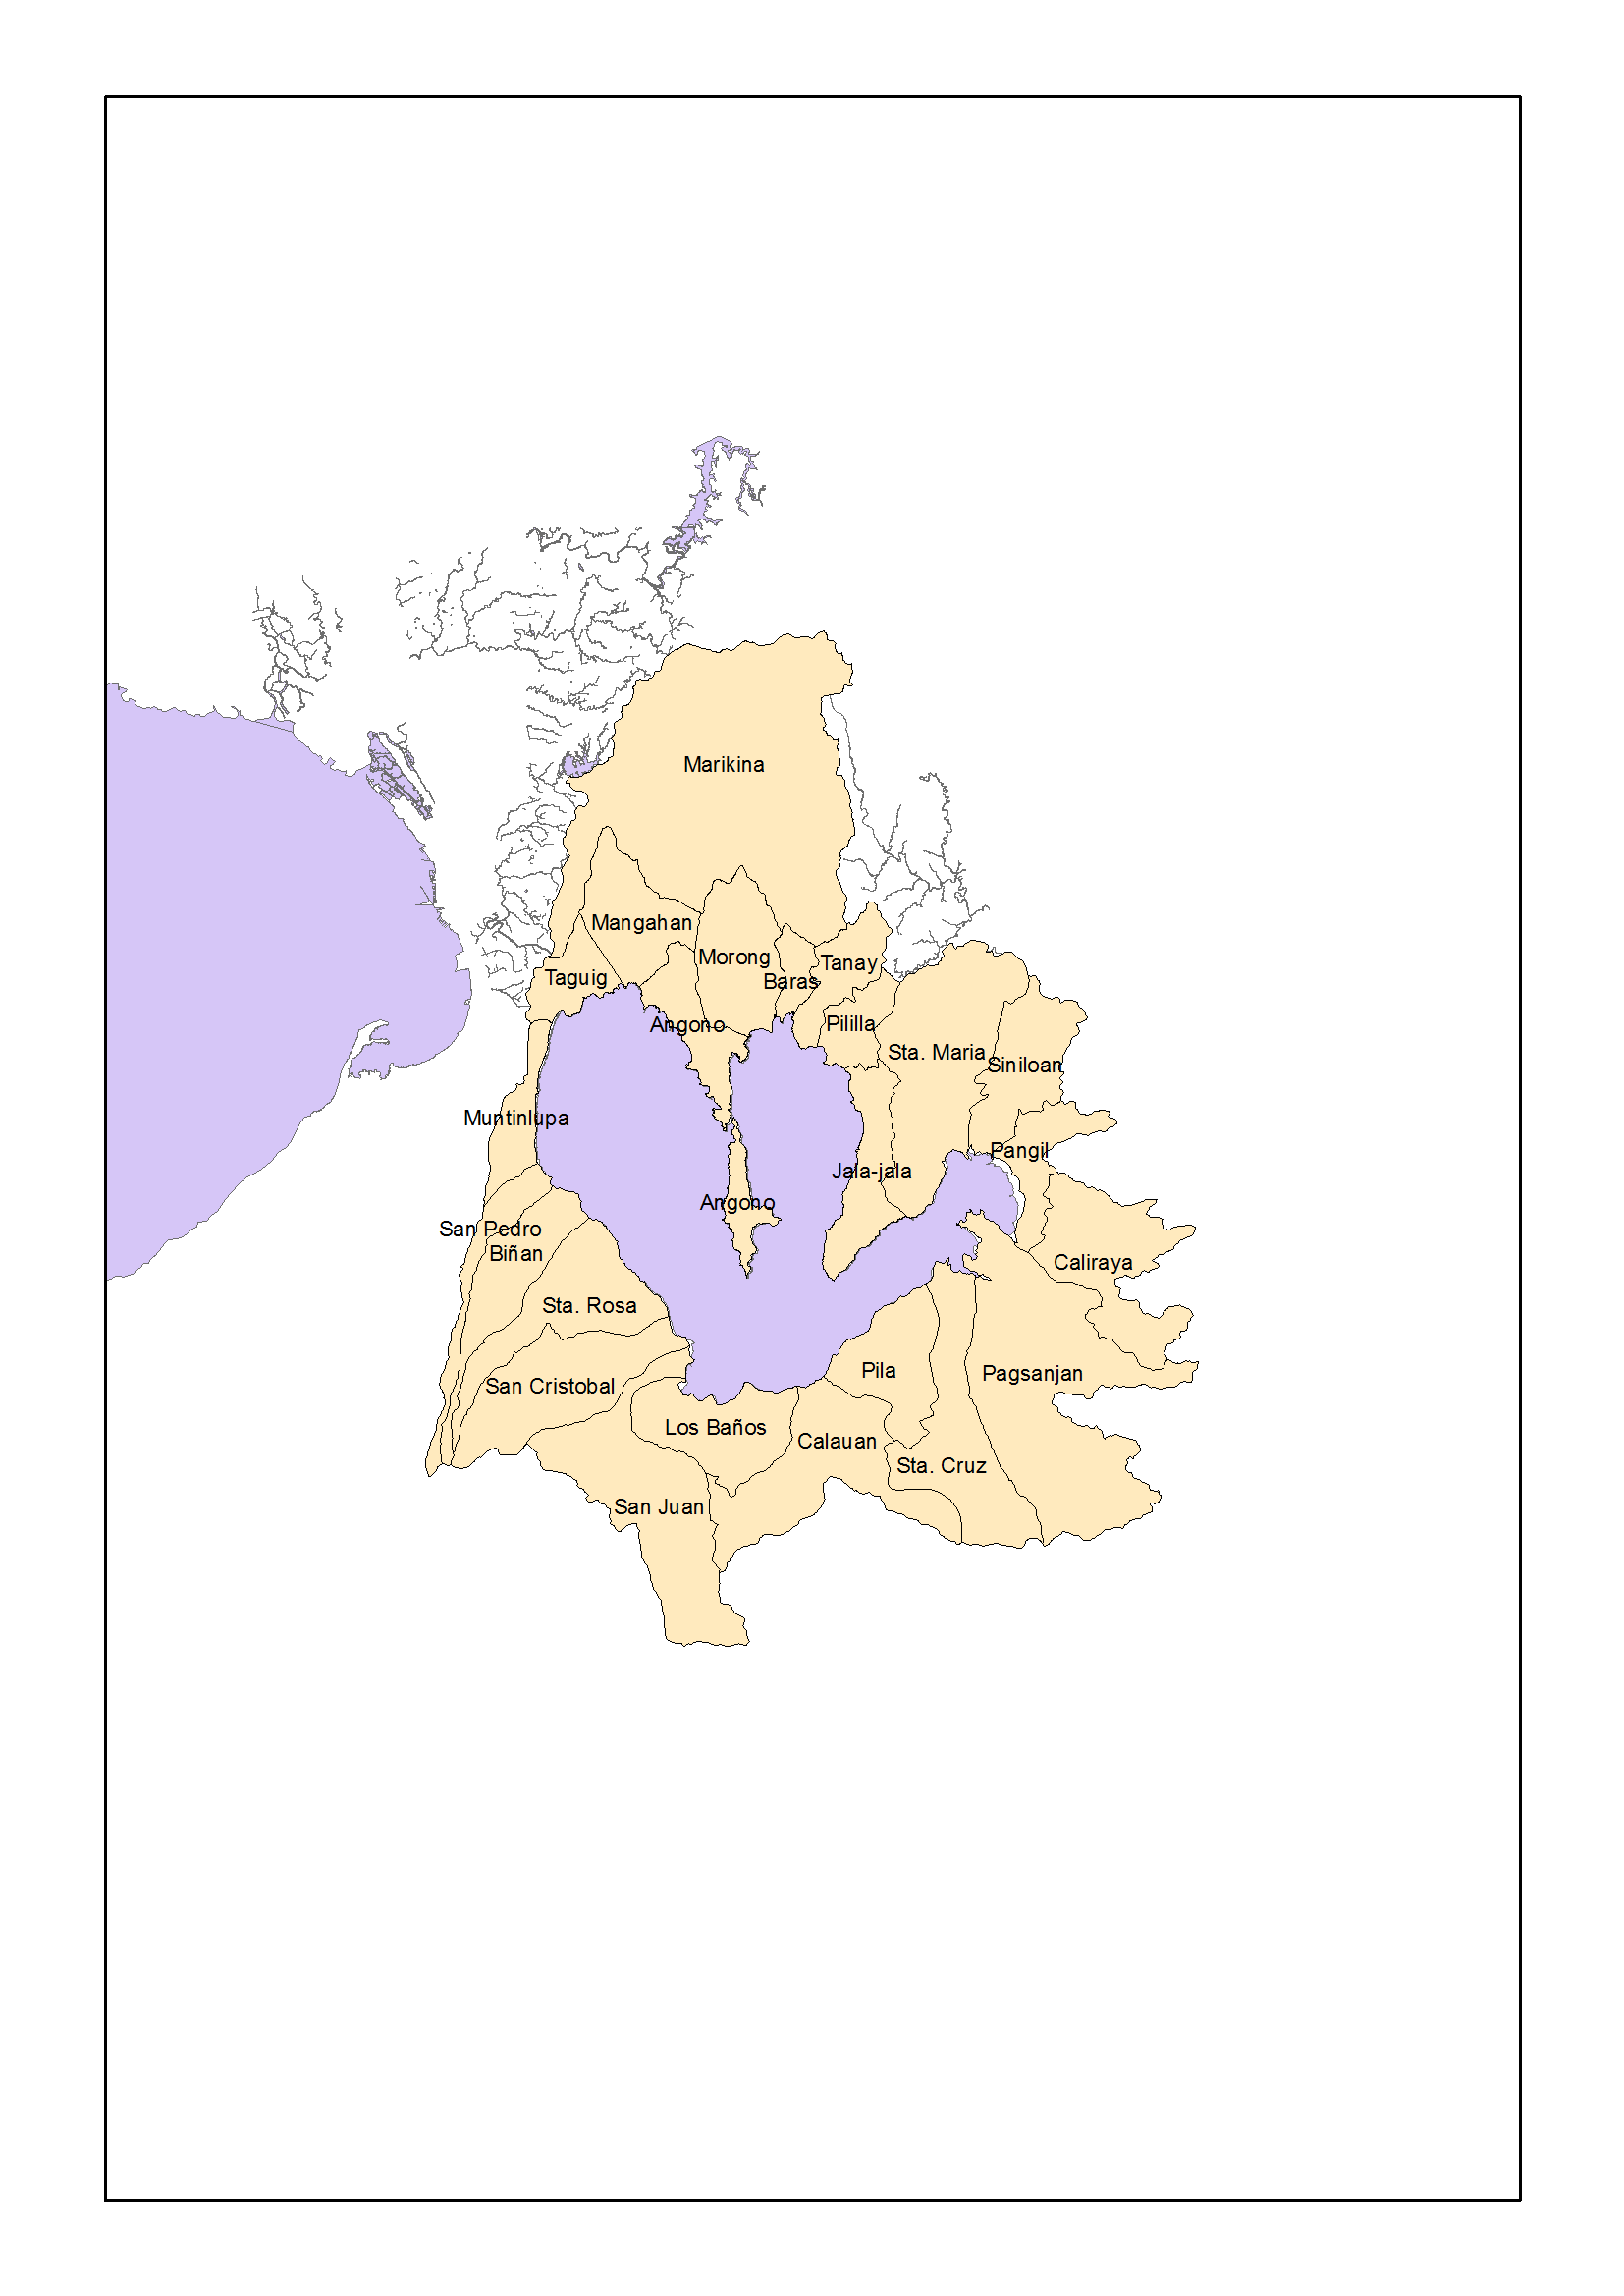 Marikina
Mangahan
Morong
Tanay
Taguig
Baras
Angono
Pililla
Sta. Maria
Siniloan
Muntinlupa
Pangil
Jala-jala
Angono
San Pedro
Biñan
Caliraya
Sta. Rosa
Pila
Pagsanjan
San Cristobal
Los Baños
Calauan
Sta. Cruz
San Juan